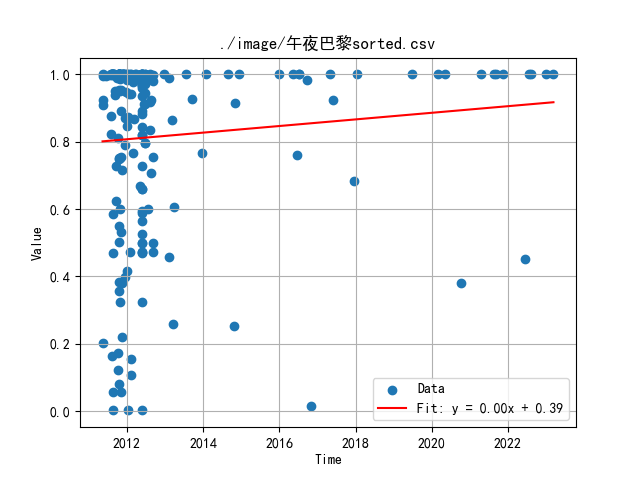 ./image/午夜巴黎sorted.csv
1.0
0.8
0.6
0.4
0.2
0.0
Value
2012 2014 2016 2018 2020 2022
Time
Data
Fit: y = 0.00x + 0.39